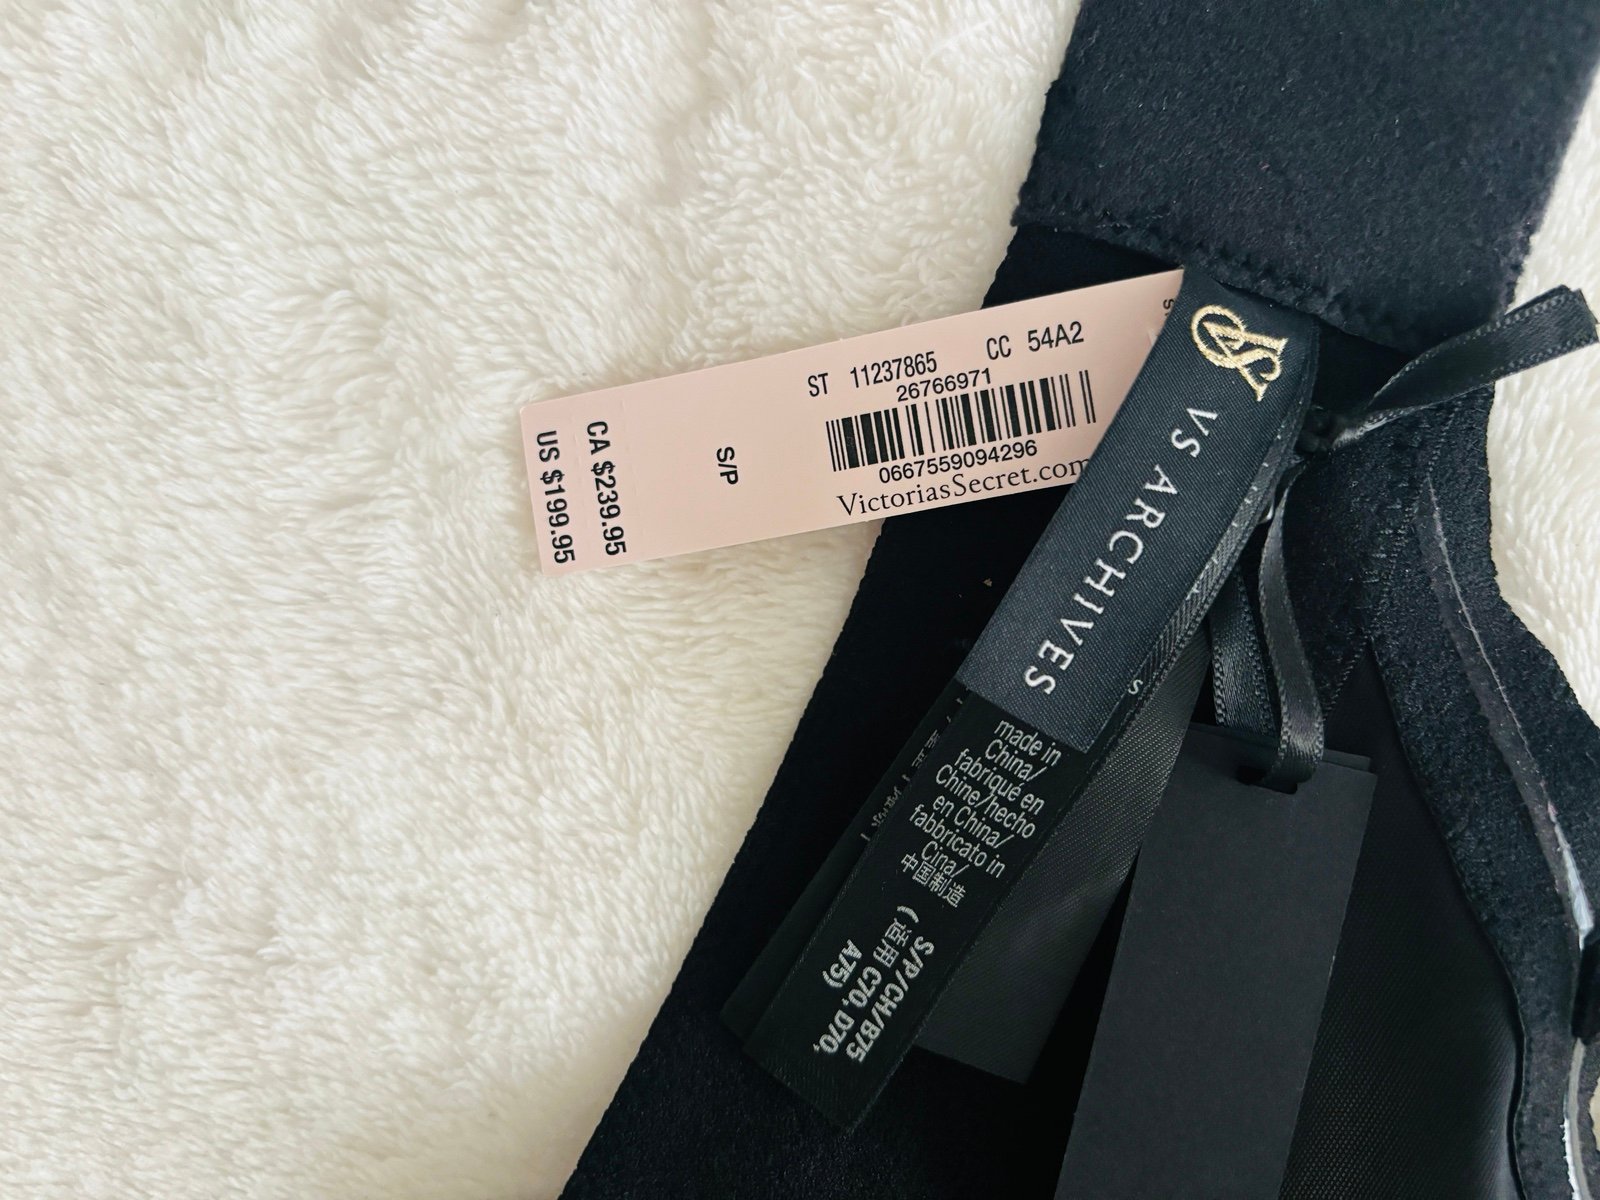 ST 11237865 CC 54A2
26766971
0667559094296
VictoriasSecret.com
S/P
CA $239.95
US $199.95
VS
VS ARCHIVES
S
made in
China/
fabriqué en
Chine/hecho
en China/
fabbricato in
Cina/
中国制造
S/P/CH/B75
(适用 C70, D70,
A75)